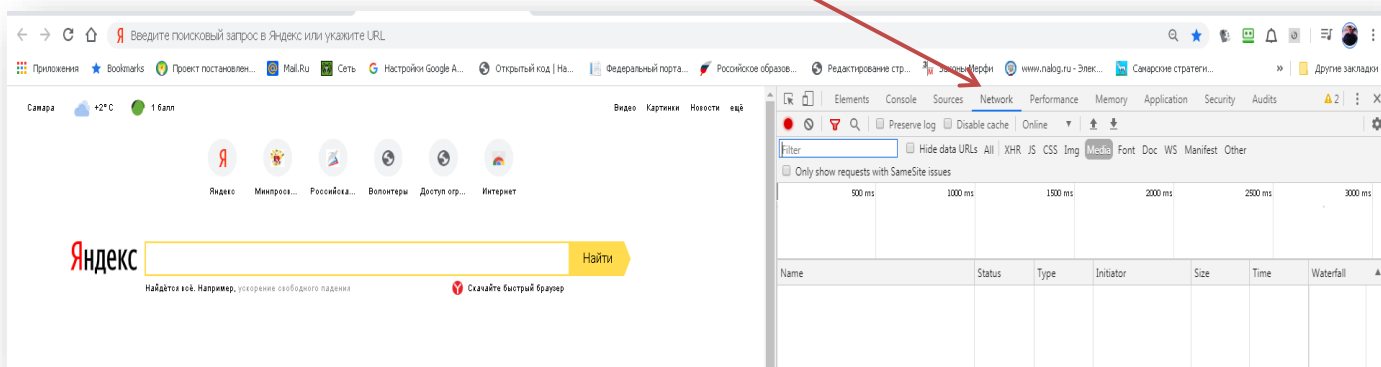 Я Введите поисковый запрос в Яндекс или укажите URL
Приложения Bookmarks Проект постановлен... Mail.Ru Сеть Настройки Google A... Открытый код | На... Федеральный порта... Российское образов... Редактирование стр... Законы Мерфи www.nalog.ru - Элек... Самарские стратеги... » Другие закладки
Самара +2° C 1 балл Видео Картинки Новости ещё
Elements Console Sources Network Performance Memory Application Security Audits 2
Preserve log Disable cache Online
Filter Hide data URLs All XHR JS CSS Img Media Font Doc WS Manifest Other
Only show requests with SameSite issues
500 ms 1000 ms 1500 ms 2000 ms 2500 ms 3000 ms
Я
Яндекс Минпросв... Российска... Волонтеры Доступ огр... Интернет
Яндекс Найти
Найдётся всё. Например, ускорение свободного падения Скачайте быстрый браузер
Name Status Type Initiator Size Time Waterfall